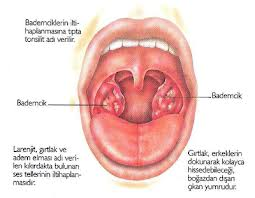 Bademciklerin ilti-
haplanmasına tıpta
tonsilit adı verilir.
Bademcik
Bademcik
Larenjit, gırtlak ve
adem elması adı veri-
len kıkırdakta bulunan
ses tellerinin iltihaplan-
masıdır.
Gırtlak, erkeklerin
dokunarak kolayca
hissedebileceği,
boğazdan dışarı
çıkan yumrudur.